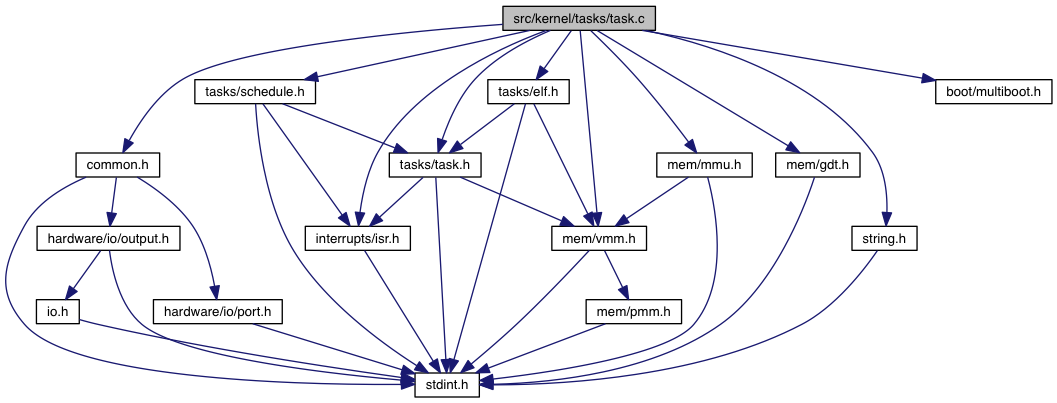 src/kernel/tasks/task.c
tasks/schedule.h
tasks/elf.h
boot/multiboot.h
common.h
tasks/task.h
mem/mmu.h
mem/gdt.h
hardware/io/output.h
interrupts/isr.h
mem/vmm.h
string.h
io.h
hardware/io/port.h
mem/pmm.h
stdint.h